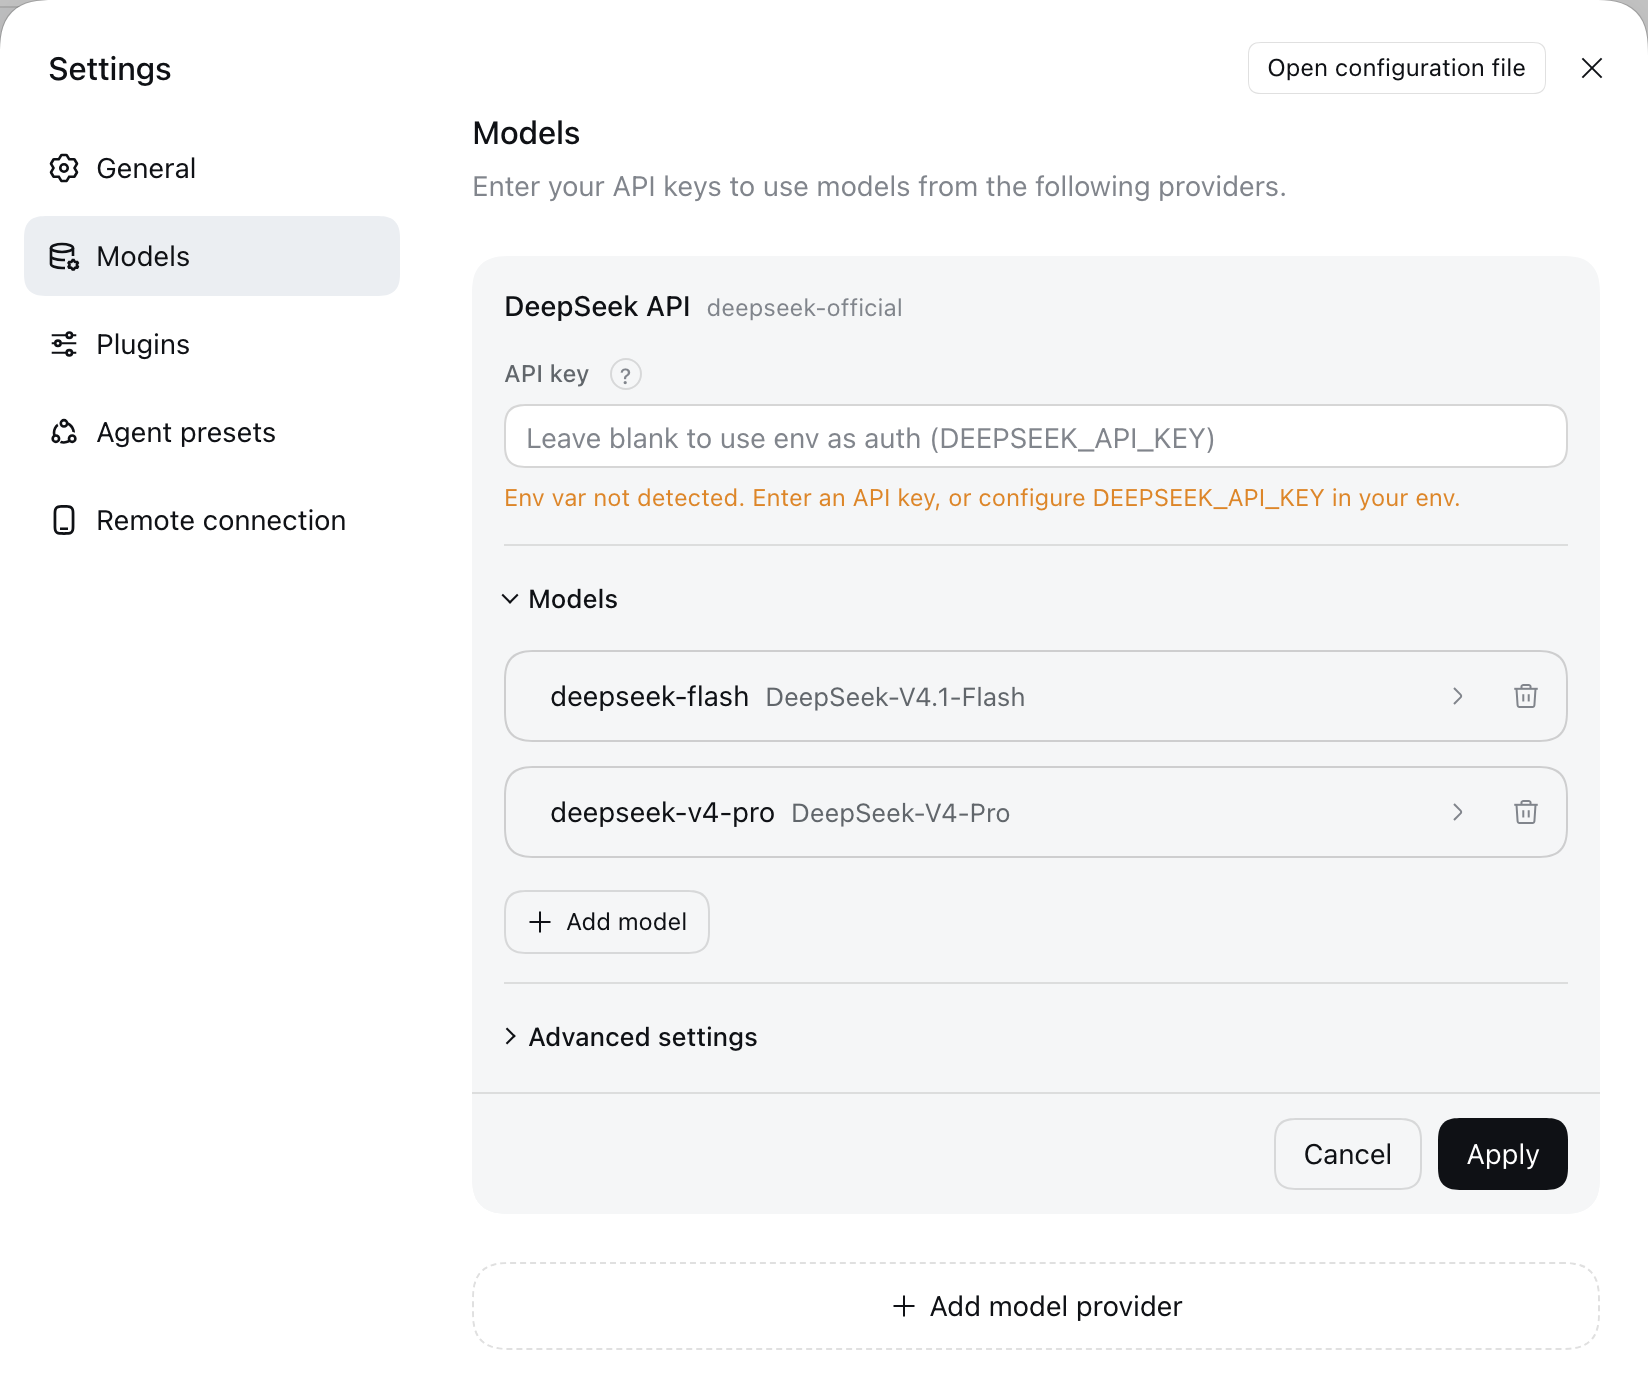 Settings
Open configuration file
General
Models
Plugins
Agent presets
Remote connection
Models
Enter your API keys to use models from the following providers.
DeepSeek API deepseek-official
API key ?
Leave blank to use env as auth (DEEPSEEK_API_KEY)
Env var not detected. Enter an API key, or configure DEEPSEEK_API_KEY in your env.
Models
deepseek-flash DeepSeek-V4.1-Flash
deepseek-v4-pro DeepSeek-V4-Pro
Add model
Advanced settings
Cancel Apply
Add model provider